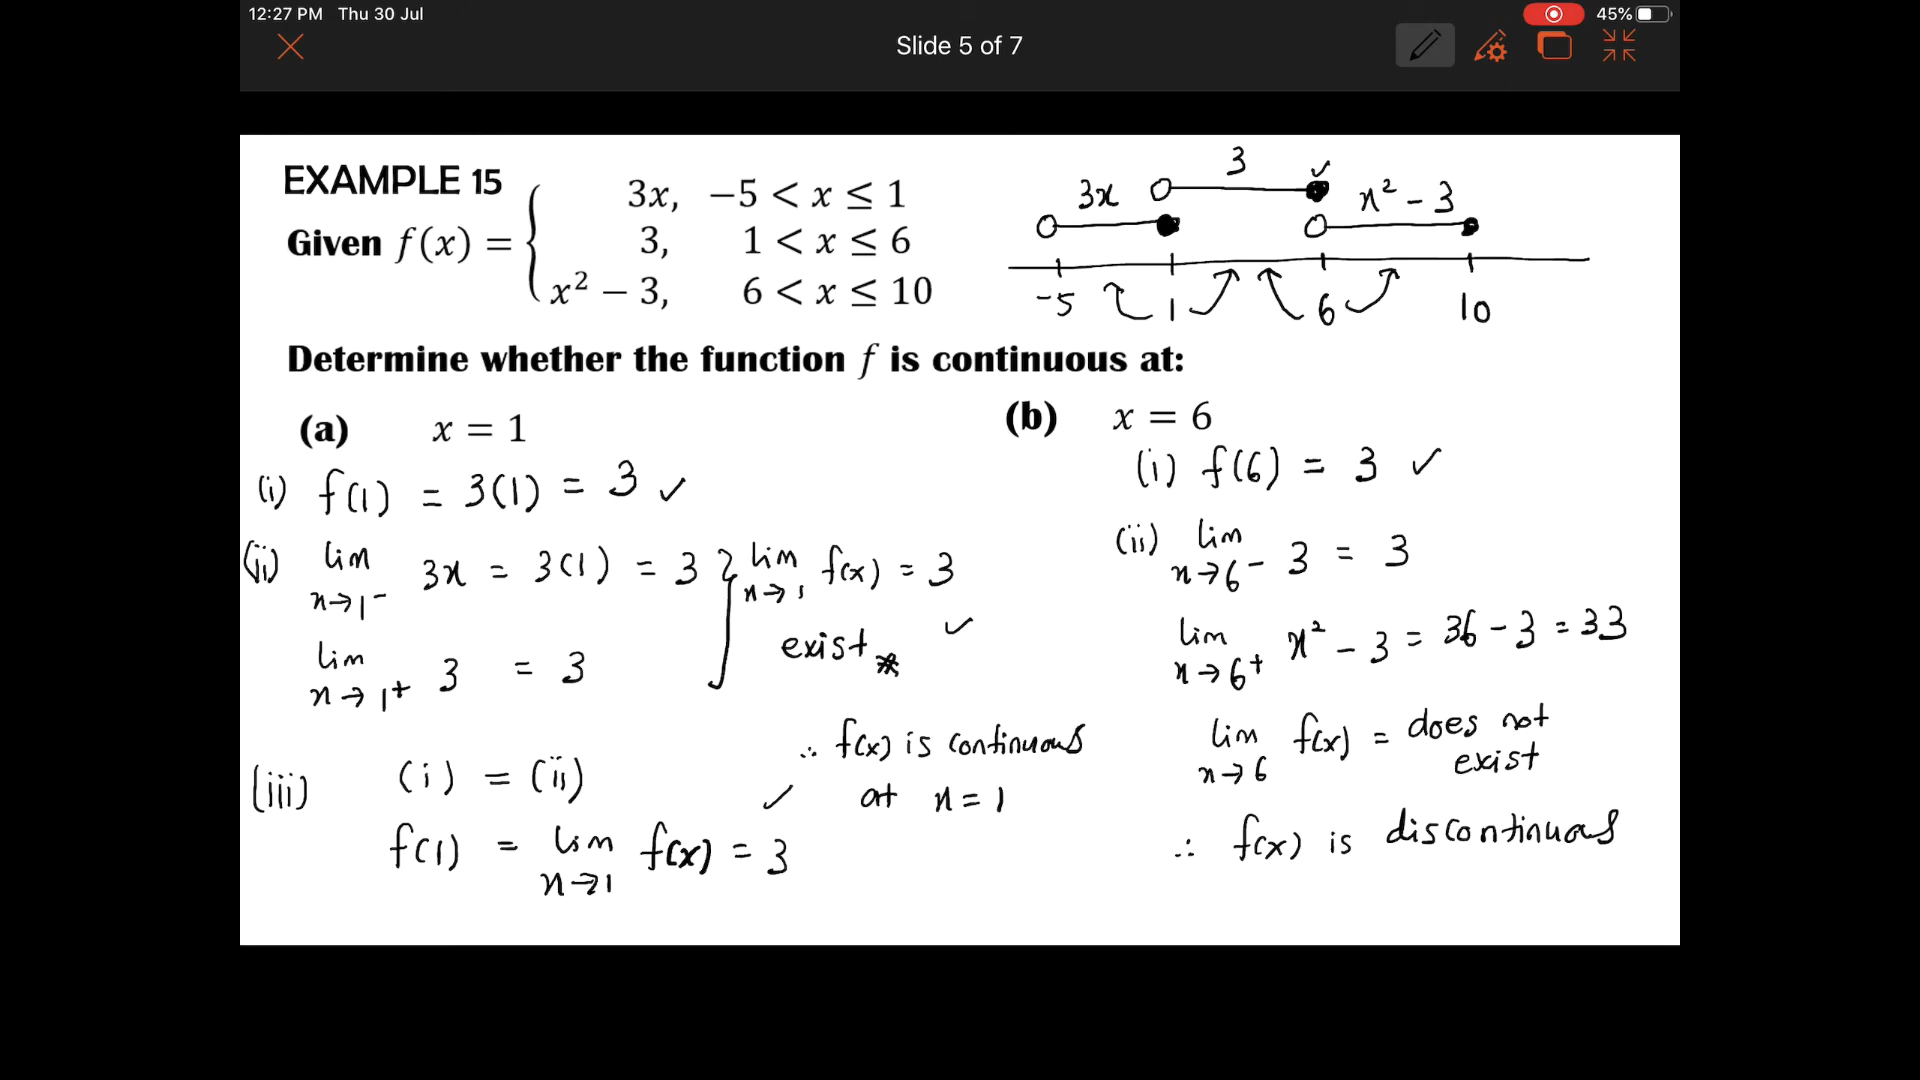 12:27 PM Thu 30 Jul
45%
Slide 5 of 7
EXAMPLE 15
Given f(x) = { 3x, −5 < x ≤ 1
3, 1 < x ≤ 6
x² − 3, 6 < x ≤ 10
3x 3 ✓ x² - 3
-5 1 6 10
Determine whether the function f is continuous at:
(a) x = 1
(i) f(1) = 3(1) = 3 ✓
(ii) lim x→1⁻ 3x = 3(1) = 3 } lim x→1 f(x) = 3
exist ✓
lim x→1⁺ 3 = 3
(iii) (i) = (ii)
f(1) = lim x→1 f(x) = 3 ✓
∴ f(x) is continuous
at x = 1
(b) x = 6
(i) f(6) = 3 ✓
(ii) lim x→6⁻ 3 = 3
lim x→6⁺ x² - 3 = 36 - 3 = 33
lim x→6 f(x) = does not
exist
∴ f(x) is discontinuous